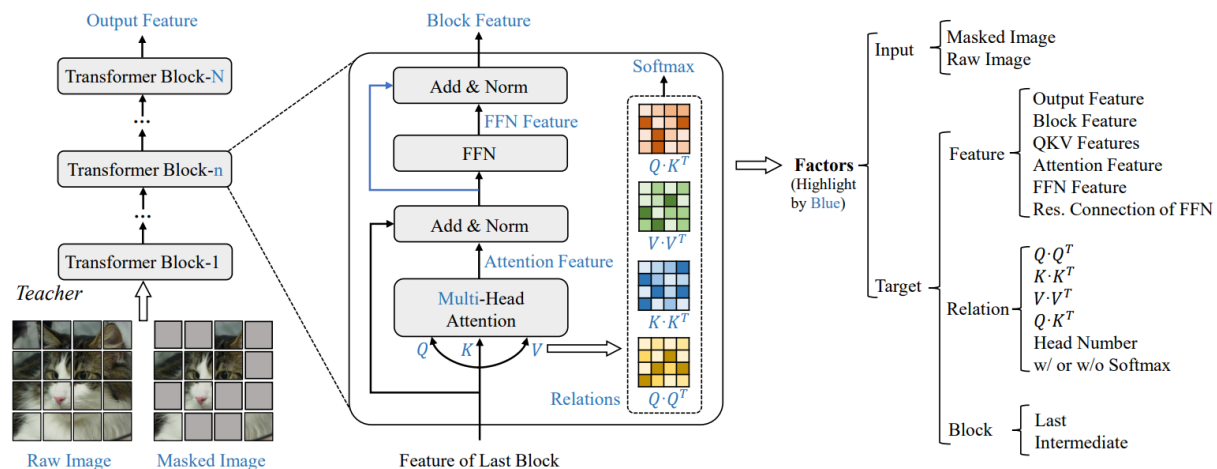 Output Feature
Transformer Block-N
...
Transformer Block-n
...
Transformer Block-1
Teacher
Raw Image
Masked Image
Block Feature
Add & Norm
FFN Feature
FFN
Add & Norm
Attention Feature
Multi-Head
Attention
Q K V
Feature of Last Block
Softmax
Q·K^T
V·V^T
K·K^T
Q·Q^T
Relations
Factors
(Highlight
by Blue)
Input
Masked Image
Raw Image
Target
Feature
Output Feature
Block Feature
QKV Features
Attention Feature
FFN Feature
Res. Connection of FFN
Relation
Q·Q^T
K·K^T
V·V^T
Q·K^T
Head Number
w/ or w/o Softmax
Block
Last
Intermediate